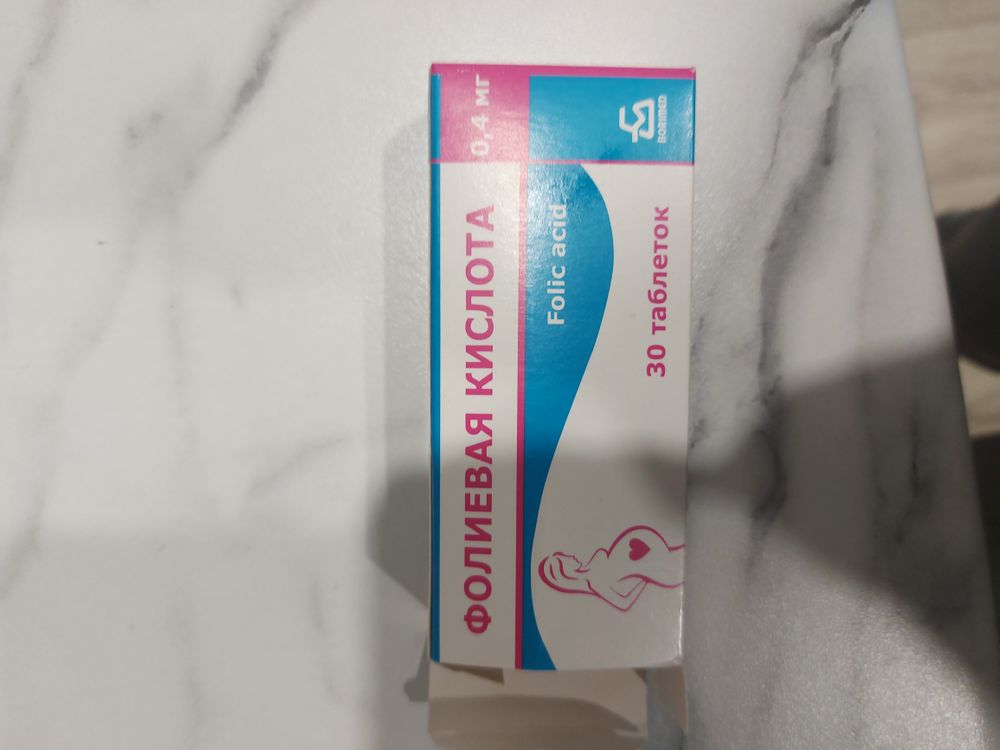 ФОЛИЕВАЯ КИСЛОТА 0,4 мг
Folic acid
30 таблеток
BORIMED